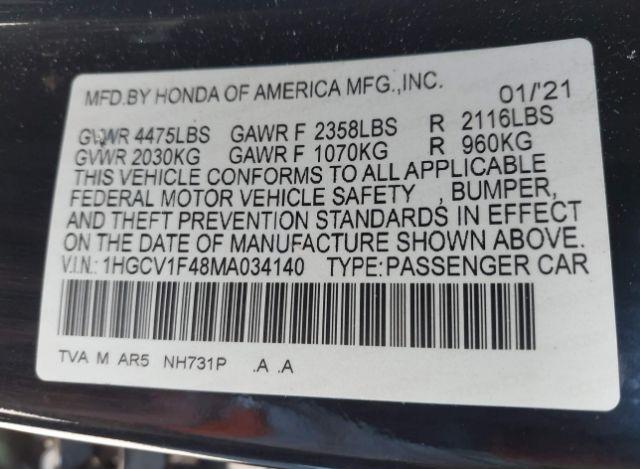 MFD.BY HONDA OF AMERICA MFG.,INC. 01/'21
GVWR 4475LBS GAWR F 2358LBS R 2116LBS
GVWR 2030KG GAWR F 1070KG R 960KG
THIS VEHICLE CONFORMS TO ALL APPLICABLE
FEDERAL MOTOR VEHICLE SAFETY , BUMPER,
AND THEFT PREVENTION STANDARDS IN EFFECT
ON THE DATE OF MANUFACTURE SHOWN ABOVE.
V.I.N.: 1HGCV1F48MA034140 TYPE:PASSENGER CAR
TVA M AR5 NH731P .A .A